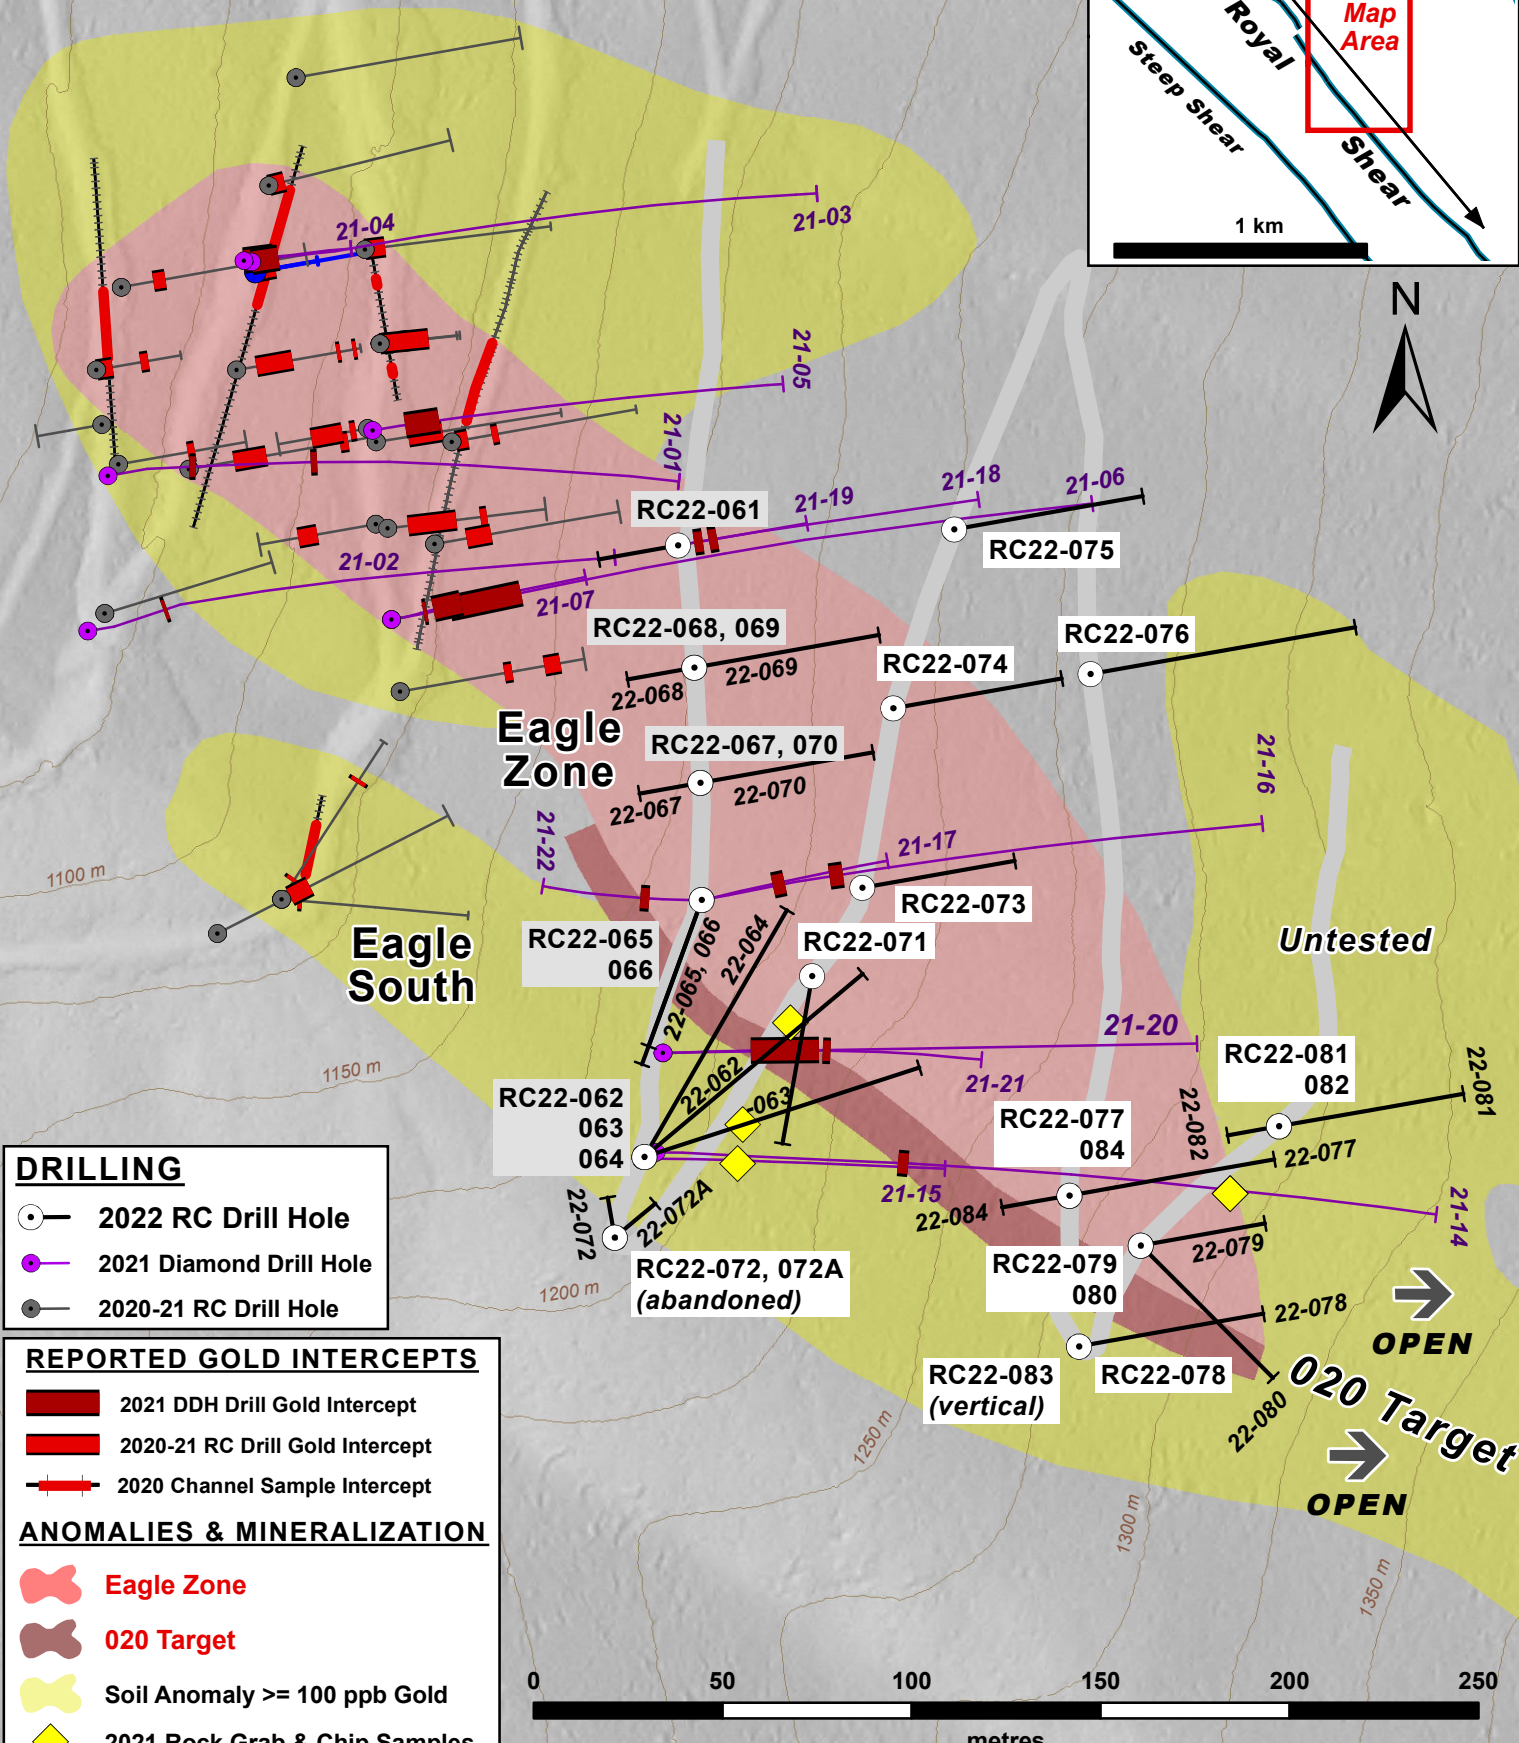 Map
Area
Royal
Shear
Steep Shear
1 km
N
21-04
21-03
21-05
21-01
21-18
21-06
21-19
RC22-061
RC22-075
21-02
21-07
RC22-068, 069
22-069
22-068
RC22-076
RC22-074
Eagle
Zone
RC22-067, 070
22-070
22-067
21-16
21-22
21-17
RC22-073
RC22-065
066
22-065, 066
22-064
RC22-071
Eagle
South
Untested
1100 m
1150 m
1200 m
1250 m
1300 m
1350 m
21-20
21-21
RC22-081
082
22-081
22-082
RC22-062
063
064
22-062
-063
RC22-077
084
22-077
22-084
21-15
21-14
22-072
22-072A
RC22-072, 072A
(abandoned)
RC22-079
080
22-079
22-078
22-080
RC22-083
(vertical)
RC22-078
OPEN
020 Target
OPEN
DRILLING
2022 RC Drill Hole
2021 Diamond Drill Hole
2020-21 RC Drill Hole
REPORTED GOLD INTERCEPTS
2021 DDH Drill Gold Intercept
2020-21 RC Drill Gold Intercept
2020 Channel Sample Intercept
ANOMALIES & MINERALIZATION
Eagle Zone
020 Target
Soil Anomaly >= 100 ppb Gold
2021 Rock Grab & Chip Samples
0 50 100 150 200 250
metres